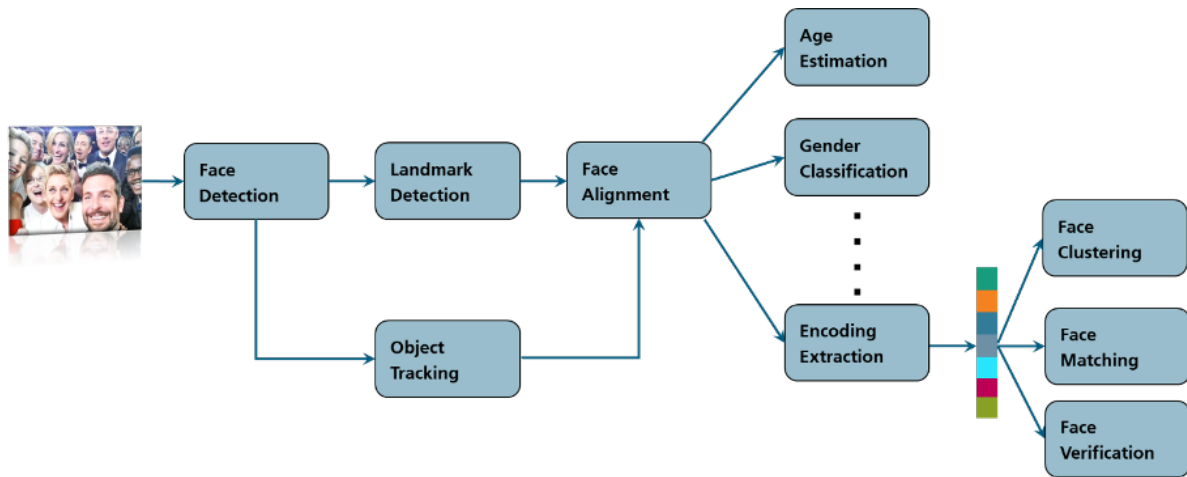 Age
Estimation
Face
Detection
Landmark
Detection
Face
Alignment
Gender
Classification
Object
Tracking
Encoding
Extraction
Face
Clustering
Face
Matching
Face
Verification